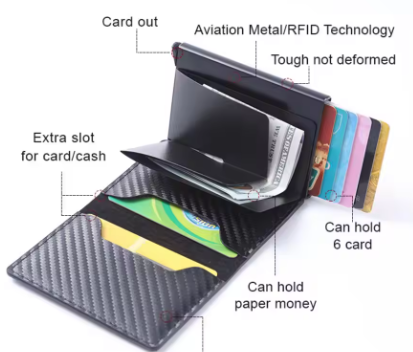 Card out
Aviation Metal/RFID Technology
Tough not deformed
Extra slot
for card/cash
Can hold
6 card
Can hold
paper money